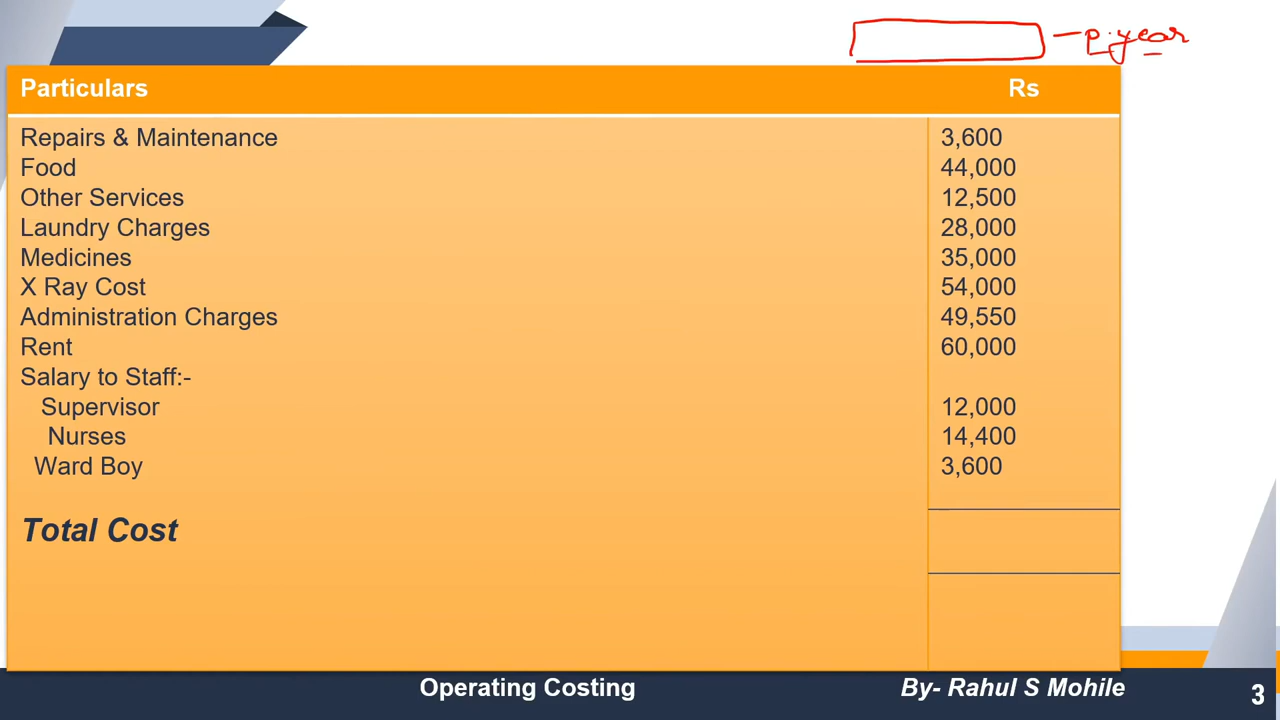 — p. year
Particulars Rs
Repairs & Maintenance 3,600
Food 44,000
Other Services 12,500
Laundry Charges 28,000
Medicines 35,000
X Ray Cost 54,000
Administration Charges 49,550
Rent 60,000
Salary to Staff:-
Supervisor 12,000
Nurses 14,400
Ward Boy 3,600
Total Cost
Operating Costing By- Rahul S Mohile 3